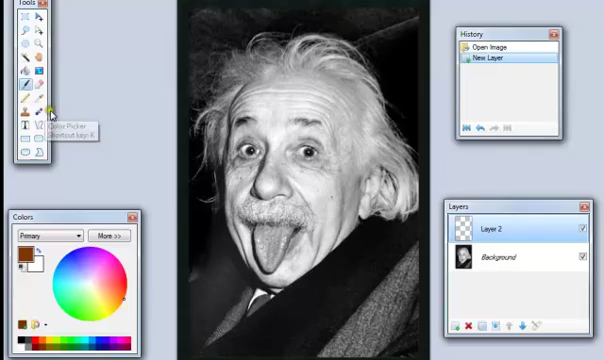 Tools
Color Picker
Shortcut key: K
History
Open Image
New Layer
Colors
Primary
More >>
Layers
Layer 2
Background